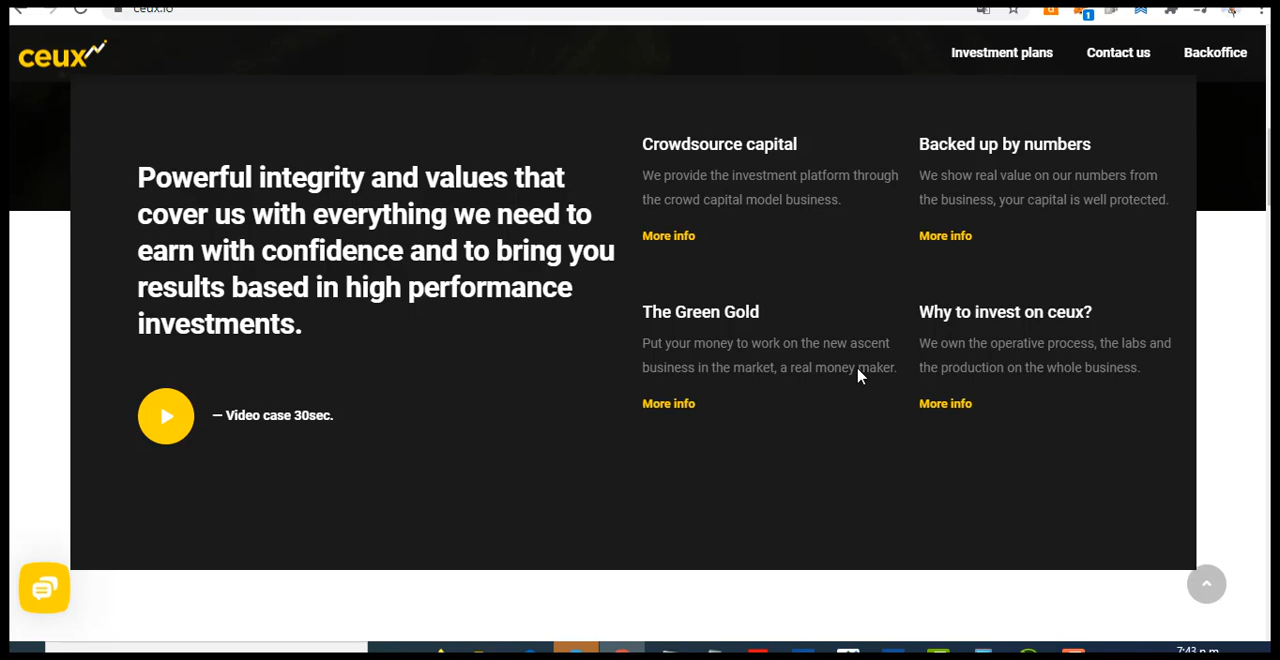 ceux.io
1
ceux
Investment plans
Contact us
Backoffice
Powerful integrity and values that
cover us with everything we need to
earn with confidence and to bring you
results based in high performance
investments.
— Video case 30sec.
Crowdsource capital
We provide the investment platform through
the crowd capital model business.
More info
Backed up by numbers
We show real value on our numbers from
the business, your capital is well protected.
More info
The Green Gold
Put your money to work on the new ascent
business in the market, a real money maker.
More info
Why to invest on ceux?
We own the operative process, the labs and
the production on the whole business.
More info
7:43 p.m.